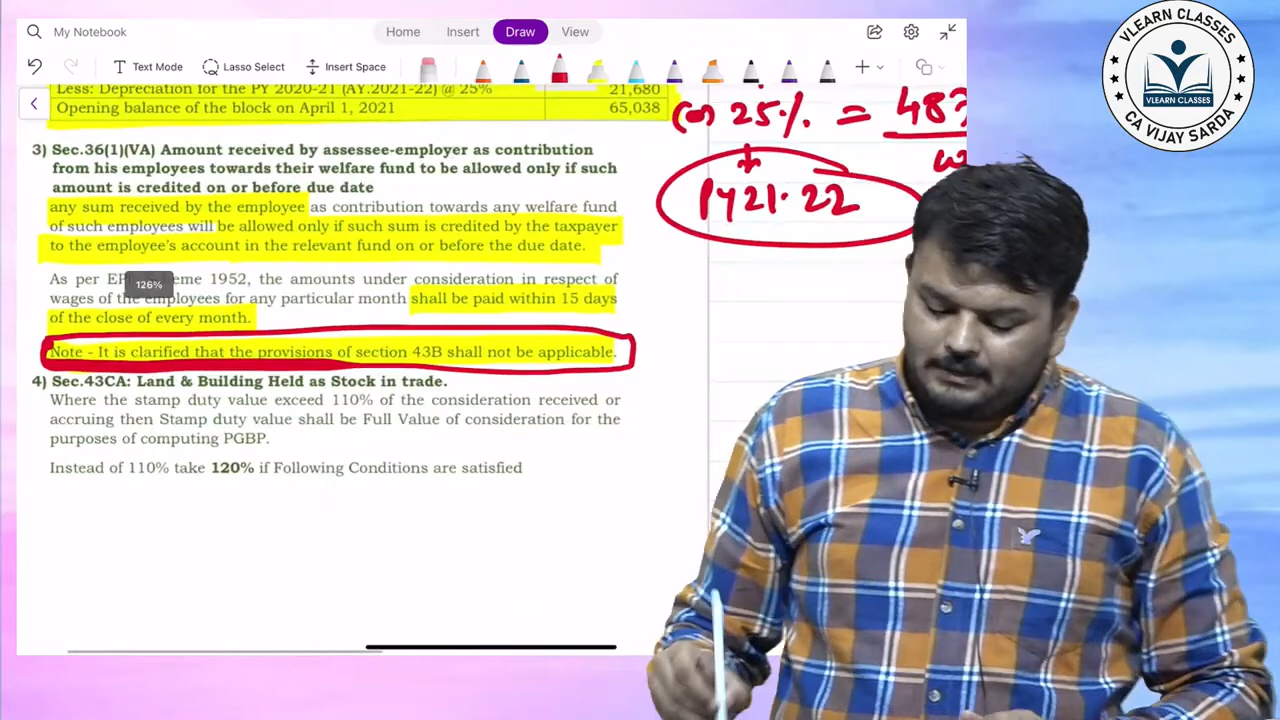 My Notebook
Home Insert Draw View
Text Mode Lasso Select Insert Space
Less: Depreciation for the PY 2020-21 (AY.2021-22) @ 25% 21,680
Opening balance of the block on April 1, 2021 65,038
25% =
PY21.22
3) Sec.36(1)(VA) Amount received by assessee-employer as contribution
from his employees towards their welfare fund to be allowed only if such
amount is credited on or before due date
any sum received by the employee as contribution towards any welfare fund
of such employees will be allowed only if such sum is credited by the taxpayer
to the employee's account in the relevant fund on or before the due date.
As per the amounts under consideration in respect of
126%
wages of the employees for any particular month shall be paid within 15 days
of the close of every month.
Note - It is clarified that the provisions of section 43B shall not be applicable.
4) Sec.43CA: Land & Building Held as Stock in trade.
Where the stamp duty value exceed 110% of the consideration received or
accruing then Stamp duty value shall be Full Value of consideration for the
purposes of computing PGBP.
Instead of 110% take 120% if Following Conditions are satisfied
VLEARN CLASSES
VLEARN CLASSES
CA VIJAY SARDA